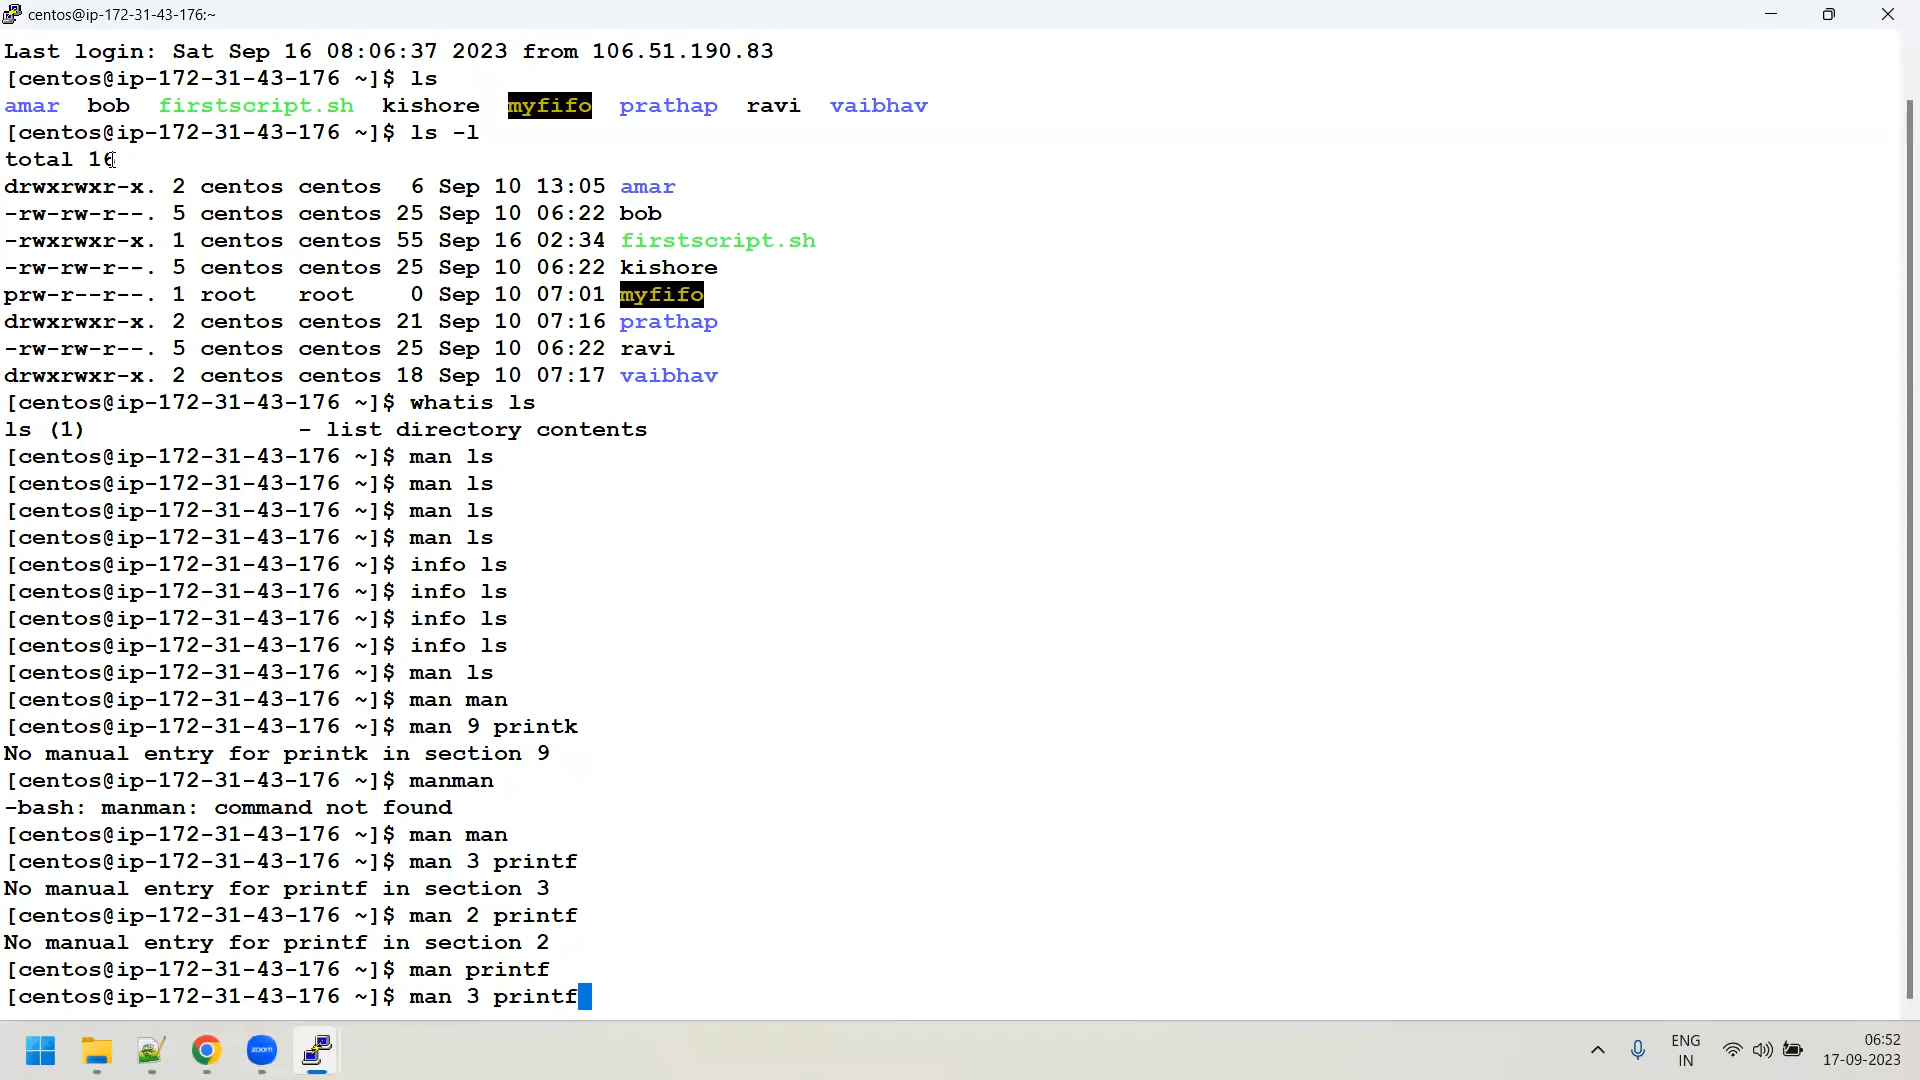 centos@ip-172-31-43-176:~
Last login: Sat Sep 16 08:06:37 2023 from 106.51.190.83
[centos@ip-172-31-43-176 ~]$ ls
amar  bob  firstscript.sh  kishore  myfifo  prathap  ravi  vaibhav
[centos@ip-172-31-43-176 ~]$ ls -l
total 16
drwxrwxr-x. 2 centos centos  6 Sep 10 13:05 amar
-rw-rw-r--. 5 centos centos 25 Sep 10 06:22 bob
-rwxrwxr-x. 1 centos centos 55 Sep 16 02:34 firstscript.sh
-rw-rw-r--. 5 centos centos 25 Sep 10 06:22 kishore
prw-r--r--. 1 root   root    0 Sep 10 07:01 myfifo
drwxrwxr-x. 2 centos centos 21 Sep 10 07:16 prathap
-rw-rw-r--. 5 centos centos 25 Sep 10 06:22 ravi
drwxrwxr-x. 2 centos centos 18 Sep 10 07:17 vaibhav
[centos@ip-172-31-43-176 ~]$ whatis ls
ls (1)               - list directory contents
[centos@ip-172-31-43-176 ~]$ man ls
[centos@ip-172-31-43-176 ~]$ man ls
[centos@ip-172-31-43-176 ~]$ man ls
[centos@ip-172-31-43-176 ~]$ man ls
[centos@ip-172-31-43-176 ~]$ info ls
[centos@ip-172-31-43-176 ~]$ info ls
[centos@ip-172-31-43-176 ~]$ info ls
[centos@ip-172-31-43-176 ~]$ info ls
[centos@ip-172-31-43-176 ~]$ man ls
[centos@ip-172-31-43-176 ~]$ man man
[centos@ip-172-31-43-176 ~]$ man 9 printk
No manual entry for printk in section 9
[centos@ip-172-31-43-176 ~]$ manman
-bash: manman: command not found
[centos@ip-172-31-43-176 ~]$ man man
[centos@ip-172-31-43-176 ~]$ man 3 printf
No manual entry for printf in section 3
[centos@ip-172-31-43-176 ~]$ man 2 printf
No manual entry for printf in section 2
[centos@ip-172-31-43-176 ~]$ man printf
[centos@ip-172-31-43-176 ~]$ man 3 printf
zoom
ENG
IN
06:52
17-09-2023